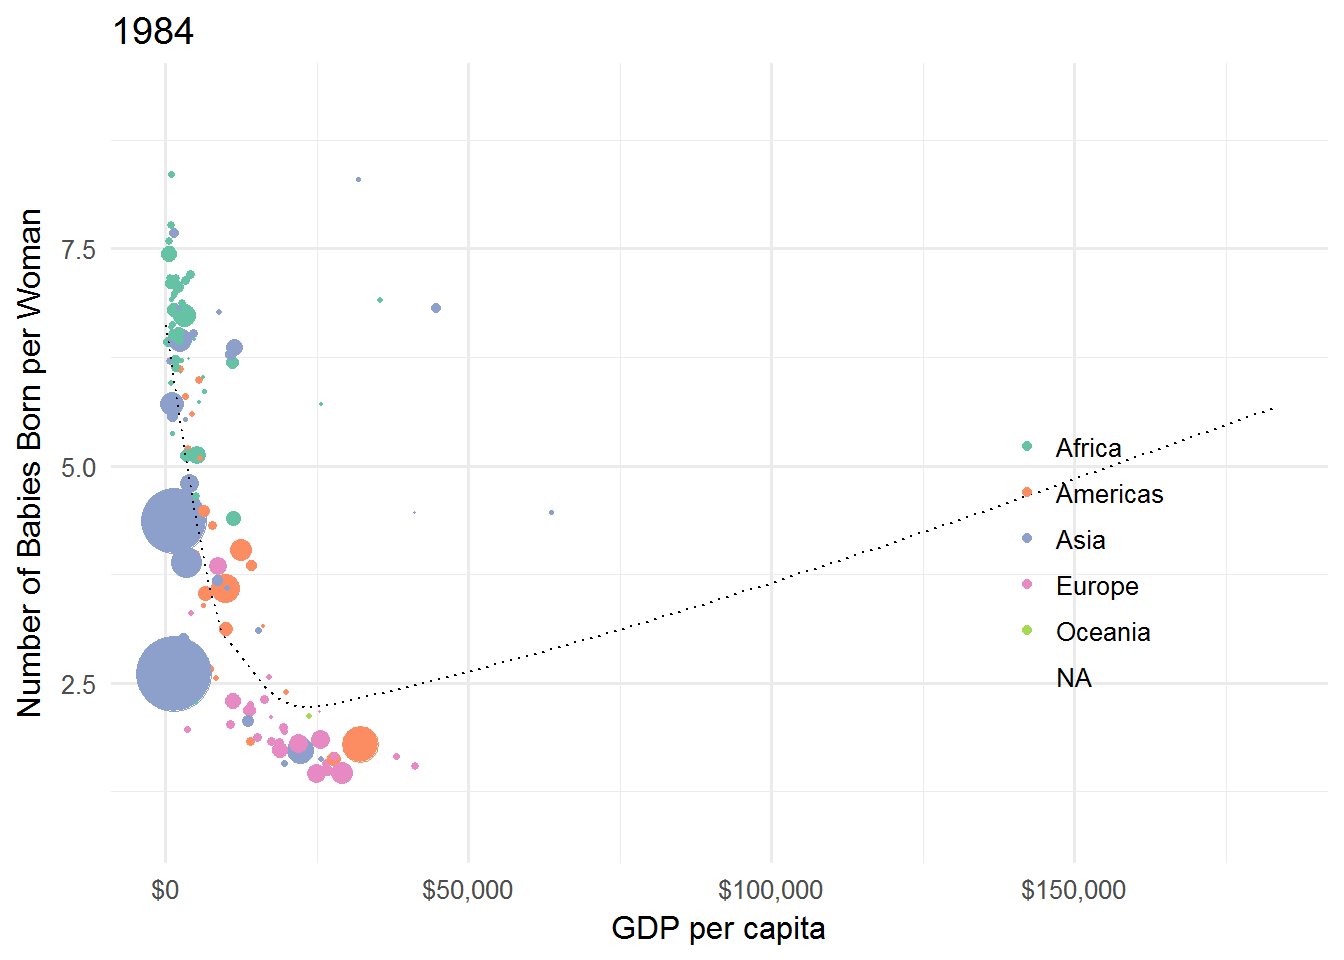 1984
Number of Babies Born per Woman
7.5
5.0
2.5
Africa
Americas
Asia
Europe
Oceania
NA
$0
$50,000
$100,000
$150,000
GDP per capita